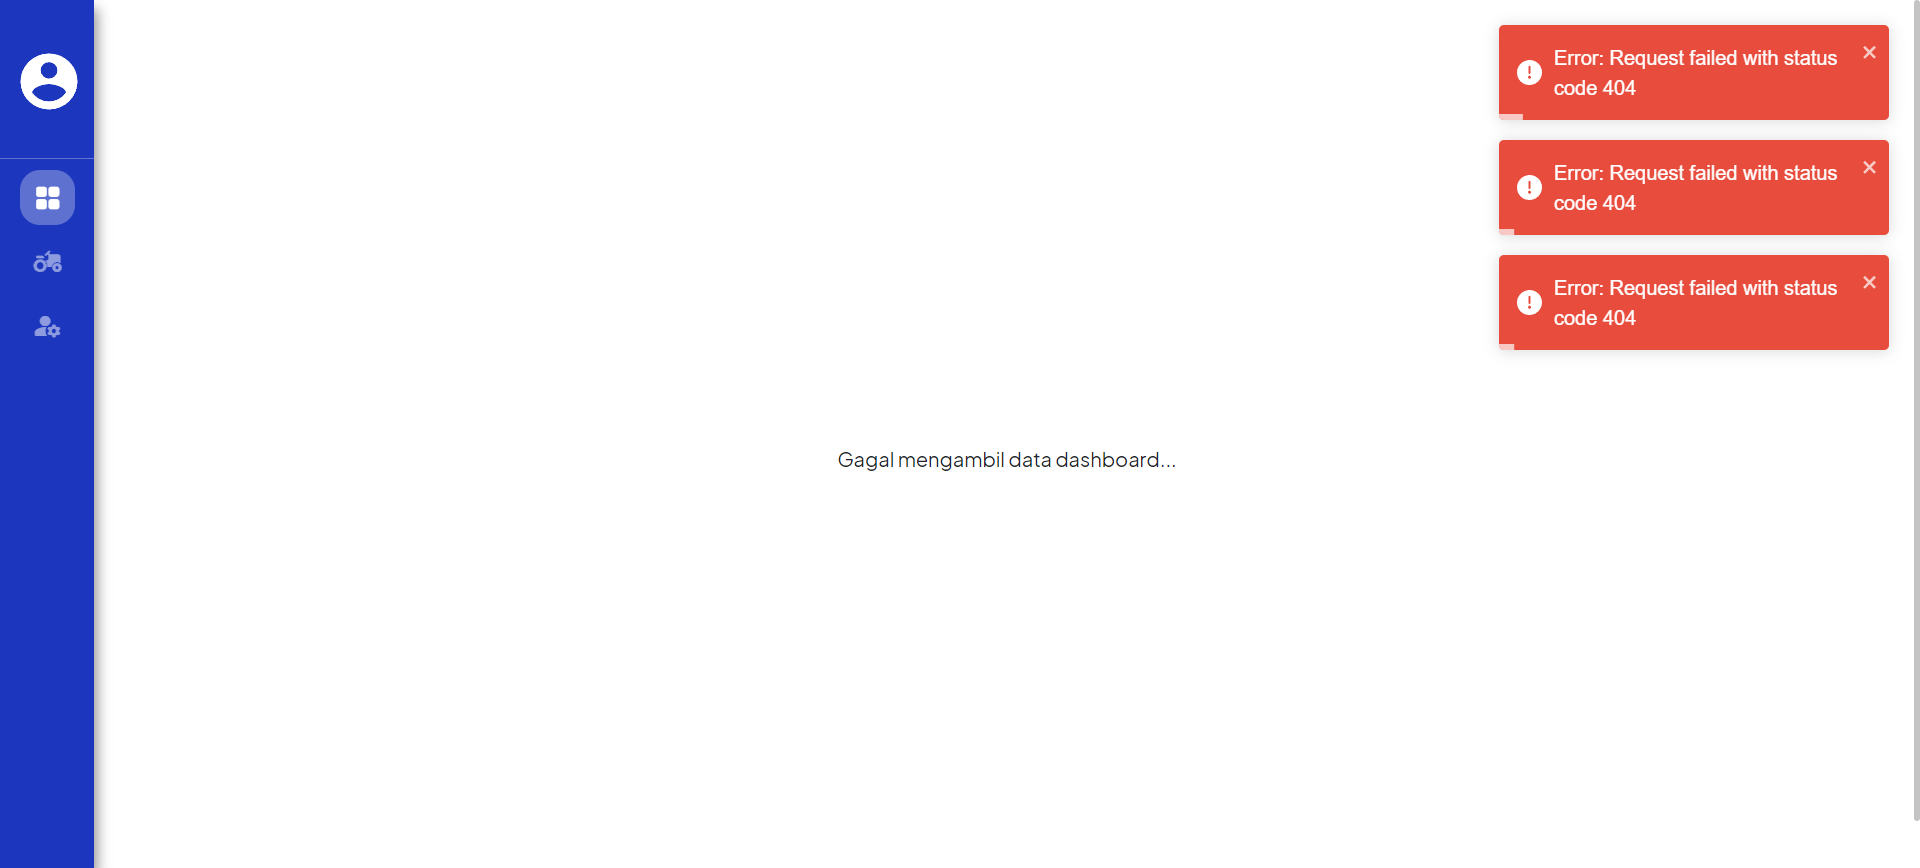 Error: Request failed with status
code 404
Error: Request failed with status
code 404
Error: Request failed with status
code 404
Gagal mengambil data dashboard...